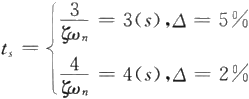 t_s = { 3/(ζω_n) = 3(s), Δ = 5%
4/(ζω_n) = 4(s), Δ = 2%